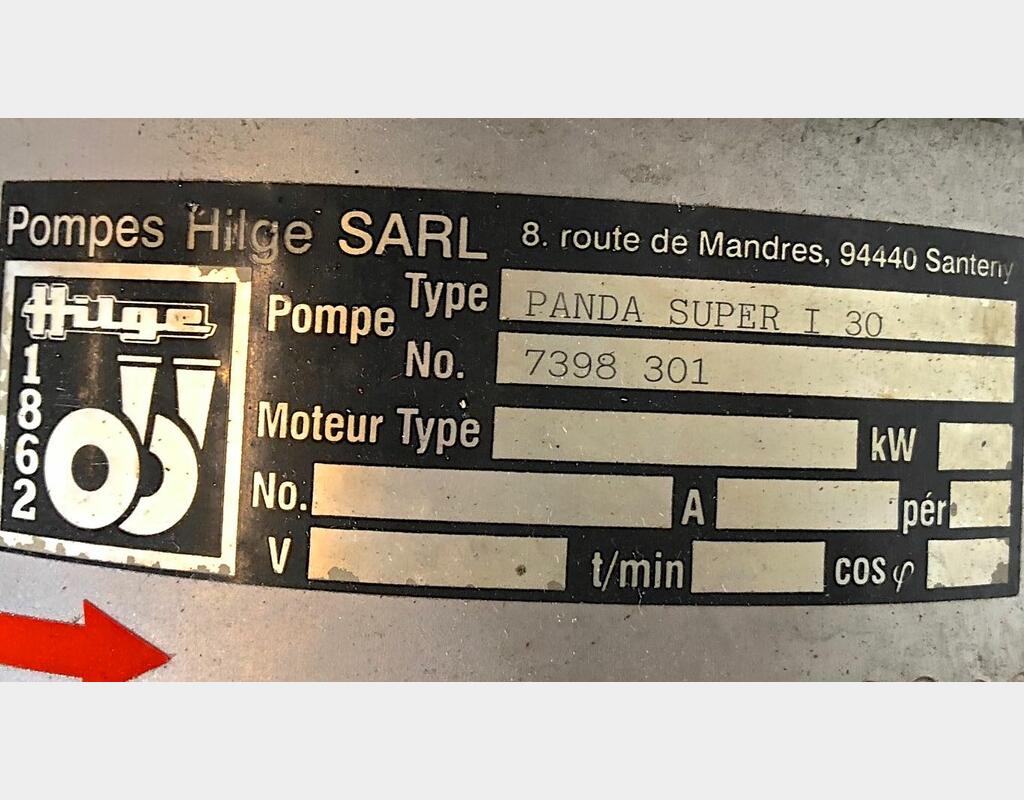 Pompes Hilge SARL 8. route de Mandres, 94440 Santeny
Hilge
1862
Pompe Type PANDA SUPER I 30
No. 7398 301
Moteur Type kW
No. A pér
V t/min cos φ